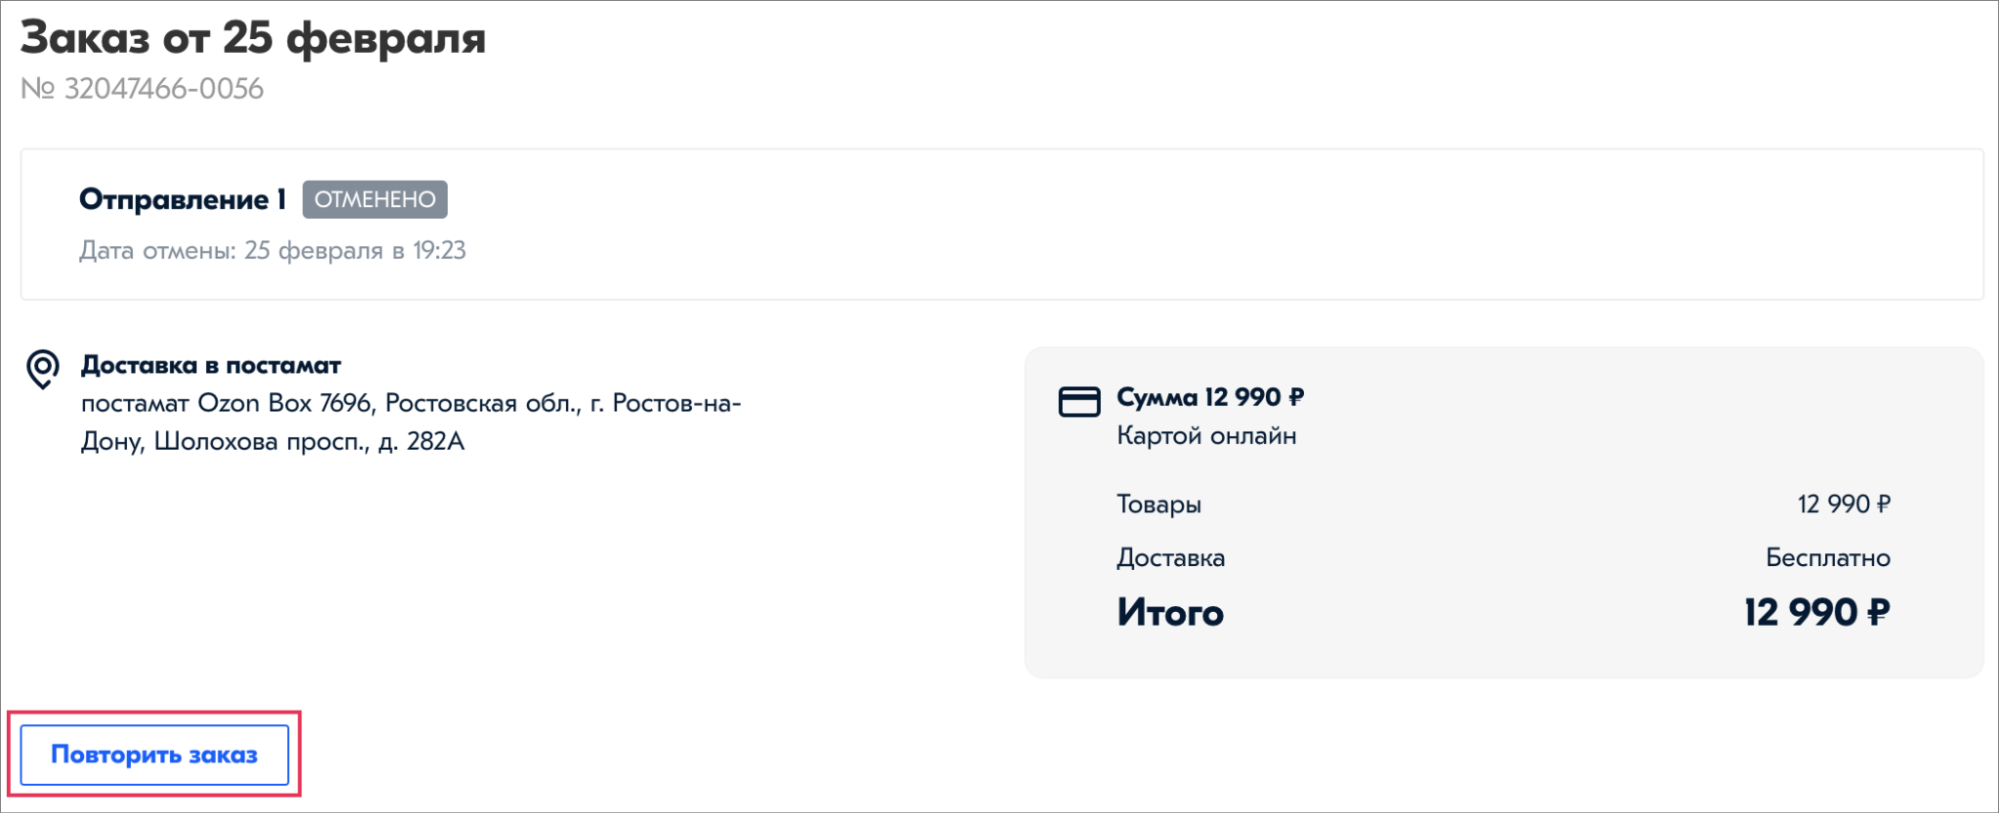 Заказ от 25 февраля
№ 32047466-0056
Отправление 1 ОТМЕНЕНО
Дата отмены: 25 февраля в 19:23
Доставка в постамат
постамат Ozon Box 7696, Ростовская обл., г. Ростов-на-
Дону, Шолохова просп., д. 282А
Сумма 12 990 ₽
Картой онлайн
Товары 12 990 ₽
Доставка Бесплатно
Итого 12 990 ₽
Повторить заказ